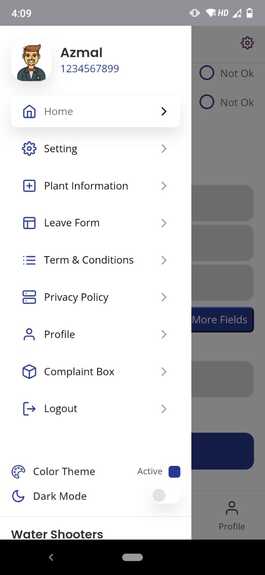 4:09
HD
Azmal
1234567899
Home
Setting
Plant Information
Leave Form
Term & Conditions
Privacy Policy
Profile
Complaint Box
Logout
Color Theme Active
Dark Mode
Water Shooters
Not Ok
Not Ok
More Fields
Profile